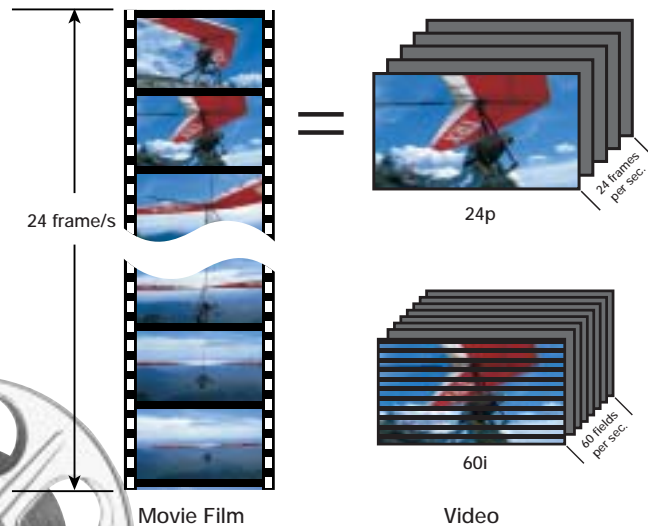 24 frame/s
=
24 frames
per sec.
24p
60 fields
per sec.
60i
Movie Film
Video